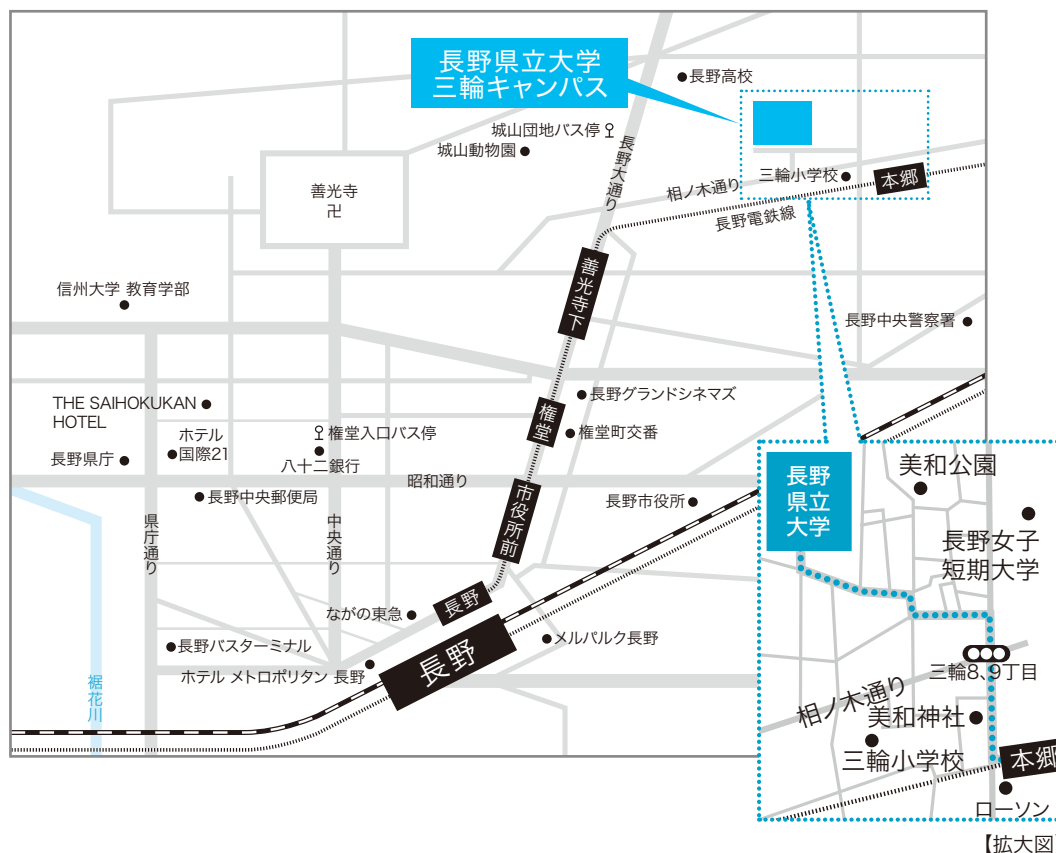 長野県立大学
三輪キャンパス
長野高校
城山団地バス停
城山動物園
長野大通り
三輪小学校
本郷
相ノ木通り
長野電鉄線
善光寺
卍
善光寺下
信州大学 教育学部
長野中央警察署
THE SAIHOKUKAN
HOTEL
長野グランドシネマズ
権堂
権堂町交番
ホテル
国際21
権堂入口バス停
八十二銀行
長野県庁
昭和通り
長野中央郵便局
市役所前
長野市役所
県庁通り
中央通り
ながの東急
長野
長野
メルパルク長野
長野バスターミナル
ホテル メトロポリタン 長野
裾花川
長野
県立
大学
美和公園
長野女子
短期大学
三輪8、9丁目
相ノ木通り
美和神社
三輪小学校
本郷
ローソン
【拡大図